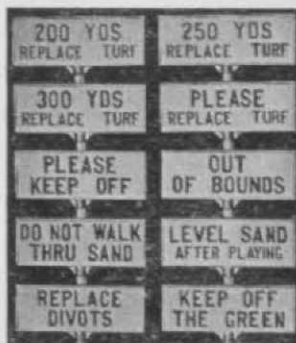 200 YDS
REPLACE TURF
250 YDS
REPLACE TURF
300 YDS
REPLACE TURF
PLEASE
REPLACE TURF
PLEASE
KEEP OFF
OUT
OF BOUNDS
DO NOT WALK
THRU SAND
LEVEL SAND
AFTER PLAYING
REPLACE
DIVOTS
KEEP OFF
THE GREEN